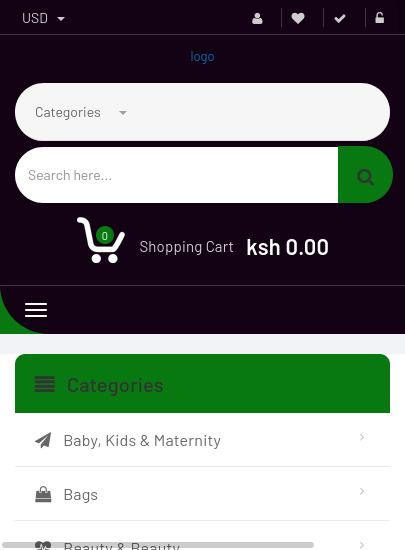 USD
logo
Categories
Search here...
0
Shopping Cart ksh 0.00
Categories
Baby, Kids & Maternity
Bags
Beauty & Beauty